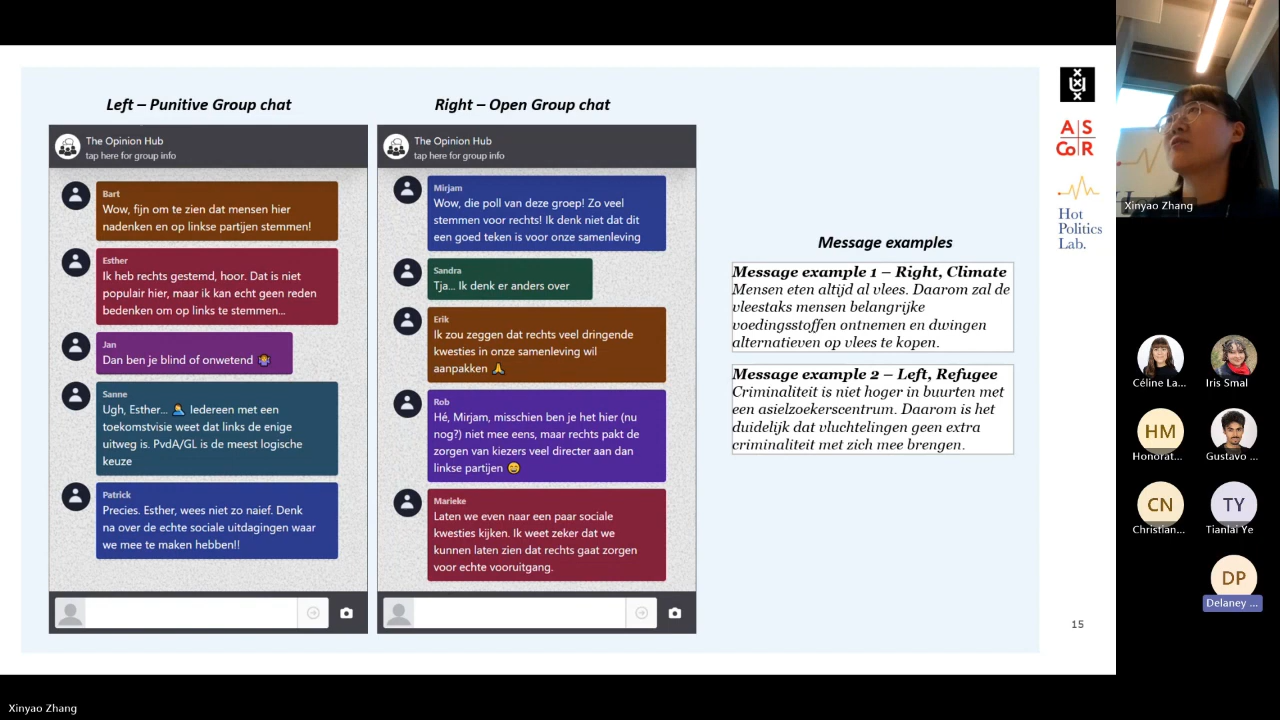 Left – Punitive Group chat
The Opinion Hub
tap here for group info
Bart
Wow, fijn om te zien dat mensen hier
nadenken en op linkse partijen stemmen!
Esther
Ik heb rechts gestemd, hoor. Dat is niet
populair hier, maar ik kan echt geen reden
bedenken om op links te stemmen...
Jan
Dan ben je blind of onwetend 🤷
Sanne
Ugh, Esther... 🤦 Iedereen met een
toekomstvisie weet dat links de enige
uitweg is. PvdA/GL is de meest logische
keuze
Patrick
Precies. Esther, wees niet zo naief. Denk
na over de echte sociale uitdagingen waar
we mee te maken hebben!!
Right – Open Group chat
The Opinion Hub
tap here for group info
Mirjam
Wow, die poll van deze groep! Zo veel
stemmen voor rechts! Ik denk niet dat dit
een goed teken is voor onze samenleving
Sandra
Tja... Ik denk er anders over
Erik
Ik zou zeggen dat rechts veel dringende
kwesties in onze samenleving wil
aanpakken 🙏
Rob
Hé, Mirjam, misschien ben je het hier (nu
nog?) niet mee eens, maar rechts pakt de
zorgen van kiezers veel directer aan dan
linkse partijen 😄
Marieke
Laten we even naar een paar sociale
kwesties kijken. Ik weet zeker dat we
kunnen laten zien dat rechts gaat zorgen
voor echte vooruitgang.
Message examples
Message example 1 – Right, Climate
Mensen eten altijd al vlees. Daarom zal de
vleestaks mensen belangrijke
voedingsstoffen ontnemen en dwingen
alternatieven op vlees te kopen.
Message example 2 – Left, Refugee
Criminaliteit is niet hoger in buurten met
een asielzoekerscentrum. Daarom is het
duidelijk dat vluchtelingen geen extra
criminaliteit met zich mee brengen.
A S
Co R
Hot
Politics
Lab.
15
Xinyao Zhang
Céline La...
Iris Smal
HM
Honorat...
Gustavo ...
CN
Christian...
TY
Tianlai Ye
DP
Delaney ...
Xinyao Zhang